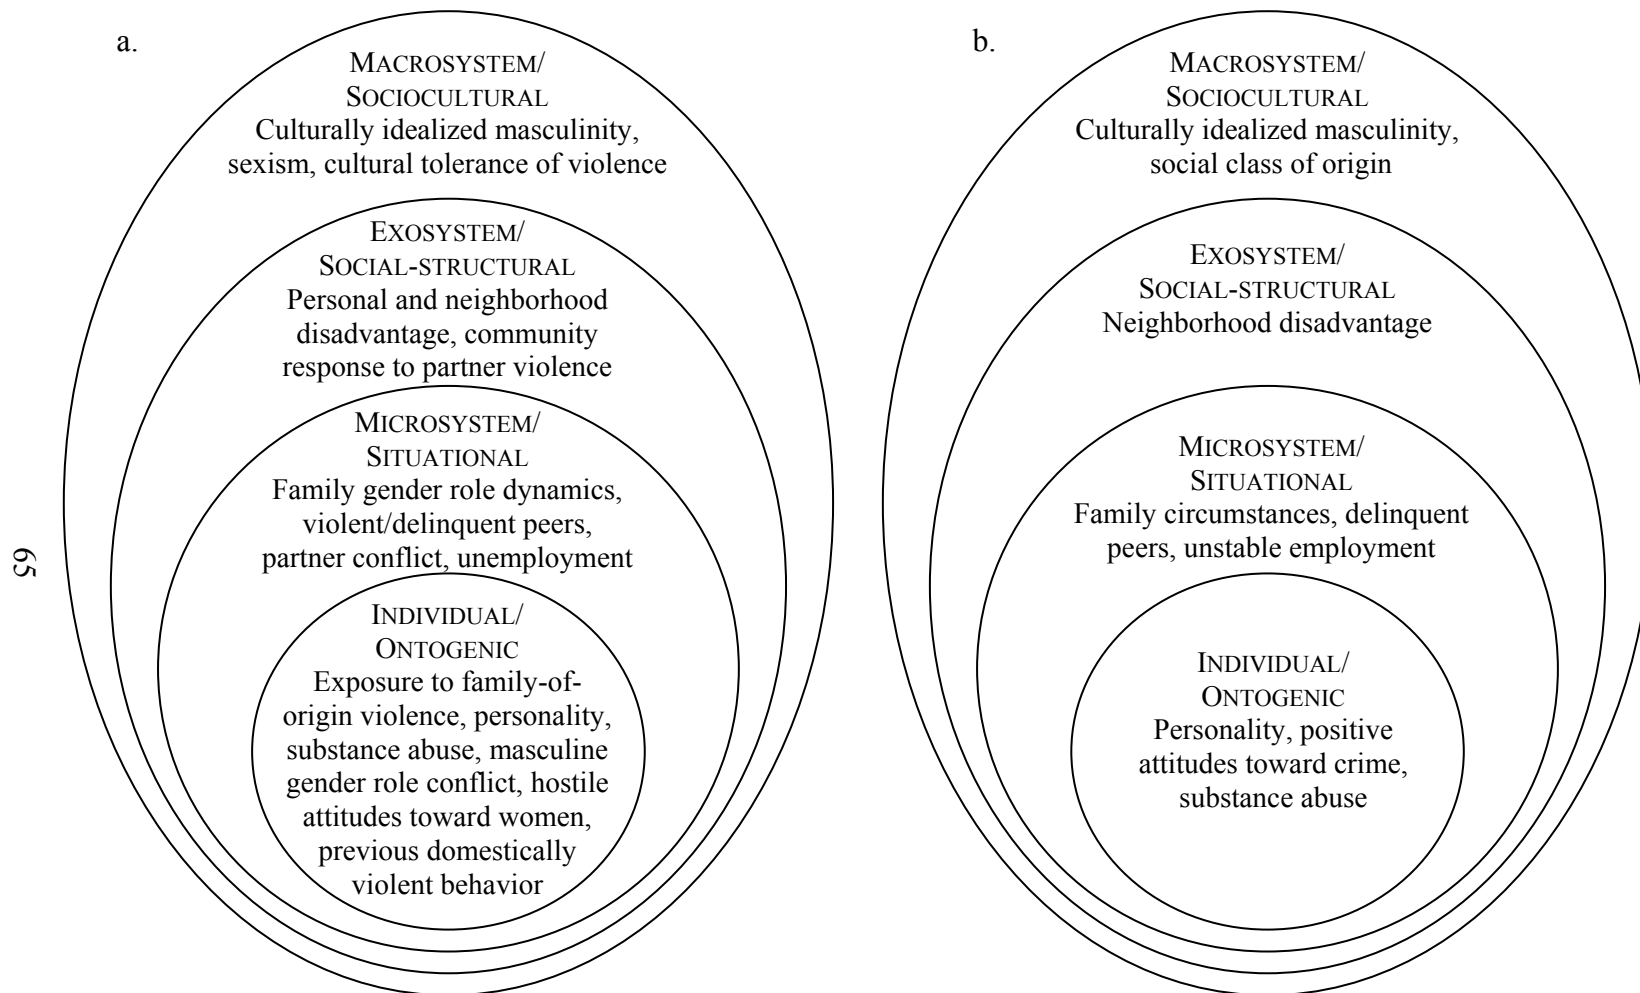 a.
MACROSYSTEM/
SOCIOCULTURAL
Culturally idealized masculinity,
sexism, cultural tolerance of violence
EXOSYSTEM/
SOCIAL-STRUCTURAL
Personal and neighborhood
disadvantage, community
response to partner violence
MICROSYSTEM/
SITUATIONAL
Family gender role dynamics,
violent/delinquent peers,
partner conflict, unemployment
INDIVIDUAL/
ONTOGENIC
Exposure to family-of-
origin violence, personality,
substance abuse, masculine
gender role conflict, hostile
attitudes toward women,
previous domestically
violent behavior
b.
MACROSYSTEM/
SOCIOCULTURAL
Culturally idealized masculinity,
social class of origin
EXOSYSTEM/
SOCIAL-STRUCTURAL
Neighborhood disadvantage
MICROSYSTEM/
SITUATIONAL
Family circumstances, delinquent
peers, unstable employment
INDIVIDUAL/
ONTOGENIC
Personality, positive
attitudes toward crime,
substance abuse
65